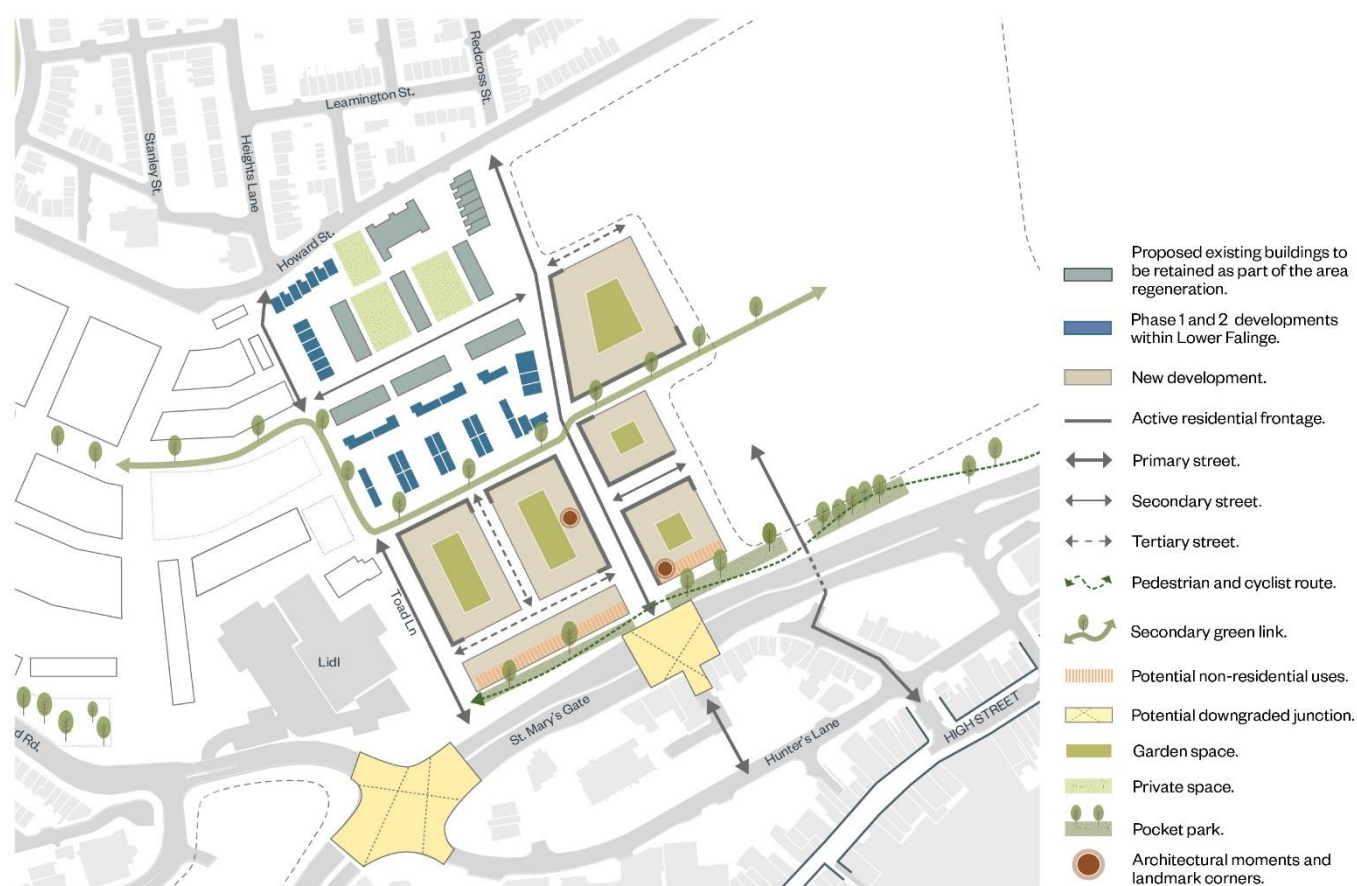 Redcross St.
Leamington St.
Stanley St.
Heights Lane
Howard St.
Toad Ln
Lidl
d Rd.
St. Mary's Gate
Hunter's Lane
HIGH STREET
Proposed existing buildings to
be retained as part of the area
regeneration.
Phase 1 and 2 developments
within Lower Falinge.
New development.
Active residential frontage.
Primary street.
Secondary street.
Tertiary street.
Pedestrian and cyclist route.
Secondary green link.
Potential non-residential uses.
Potential downgraded junction.
Garden space.
Private space.
Pocket park.
Architectural moments and
landmark corners.